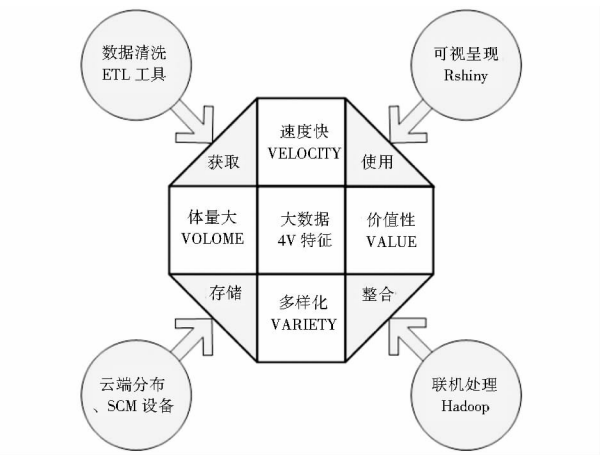 数据清洗
ETL 工具
可视呈现
Rshiny
速度快
VELOCITY
获取
使用
体量大
VOLOME
大数据
4V 特征
价值性
VALUE
存储
多样化
VARIETY
整合
云端分布
、SCM 设备
联机处理
Hadoop